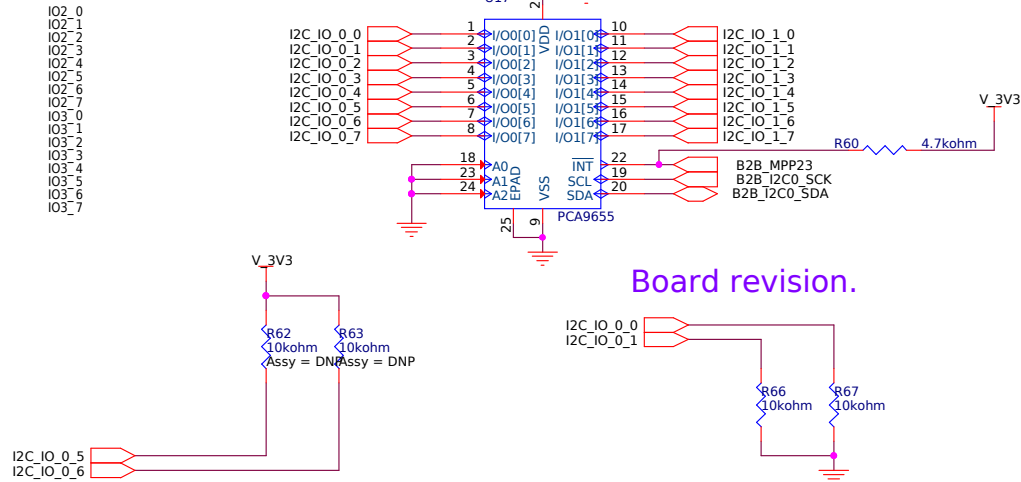 IO2_0
IO2_1
IO2_2
IO2_3
IO2_4
IO2_5
IO2_6
IO2_7
IO3_0
IO3_1
IO3_2
IO3_3
IO3_4
IO3_5
IO3_6
IO3_7
2
VDD
I2C_IO_0_0 1 I/O0[0] I/O1[0] 10 I2C_IO_1_0
I2C_IO_0_1 2 I/O0[1] I/O1[1] 11 I2C_IO_1_1
I2C_IO_0_2 3 I/O0[2] I/O1[2] 12 I2C_IO_1_2
I2C_IO_0_3 4 I/O0[3] I/O1[3] 13 I2C_IO_1_3
I2C_IO_0_4 5 I/O0[4] I/O1[4] 14 I2C_IO_1_4
I2C_IO_0_5 6 I/O0[5] I/O1[5] 15 I2C_IO_1_5
I2C_IO_0_6 7 I/O0[6] I/O1[6] 16 I2C_IO_1_6
I2C_IO_0_7 8 I/O0[7] I/O1[7] 17 I2C_IO_1_7
V_3V3
R60 4.7kohm
18 A0 INT 22 B2B_MPP23
23 A1 SCL 19 B2B_I2C0_SCK
24 A2 SDA 20 B2B_I2C0_SDA
EPAD VSS
PCA9655
25 9
V_3V3
R62 R63
10kohm 10kohm
Assy = DNP Assy = DNP
I2C_IO_0_5
I2C_IO_0_6
Board revision.
I2C_IO_0_0
I2C_IO_0_1
R66 R67
10kohm 10kohm